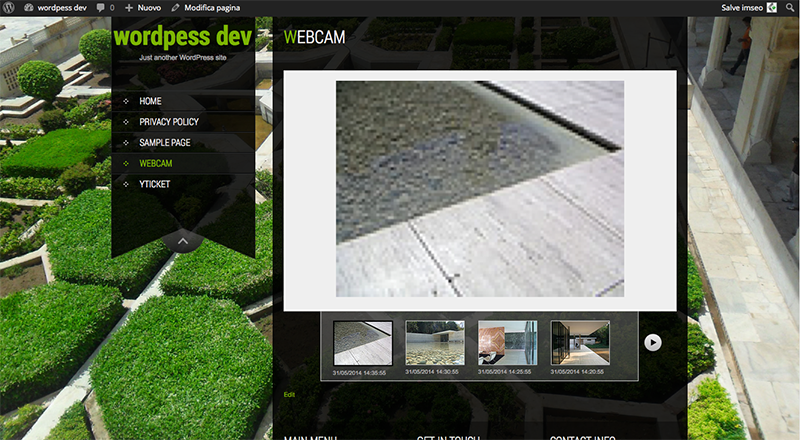 wordpess dev 0 Nuovo Modifica pagina Salve imseo
wordpess dev
Just another WordPress site
HOME
PRIVACY POLICY
SAMPLE PAGE
WEBCAM
YTICKET
WEBCAM
31/05/2014 14:35:55 31/05/2014 14:30:55 31/05/2014 14:25:55 31/05/2014 14:20:55
Edit
MAIN MENU GET IN TOUCH CONTACT INFO